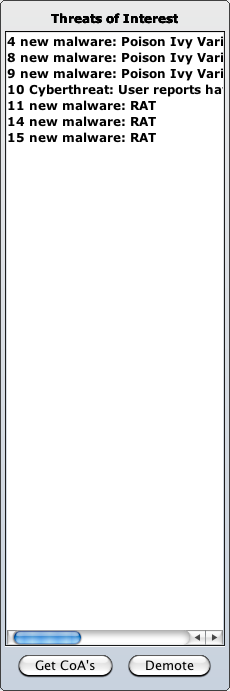 Threats of Interest
4 new malware: Poison Ivy Vari
8 new malware: Poison Ivy Vari
9 new malware: Poison Ivy Vari
10 Cyberthreat: User reports ha
11 new malware: RAT
14 new malware: RAT
15 new malware: RAT
Get CoA's
Demote